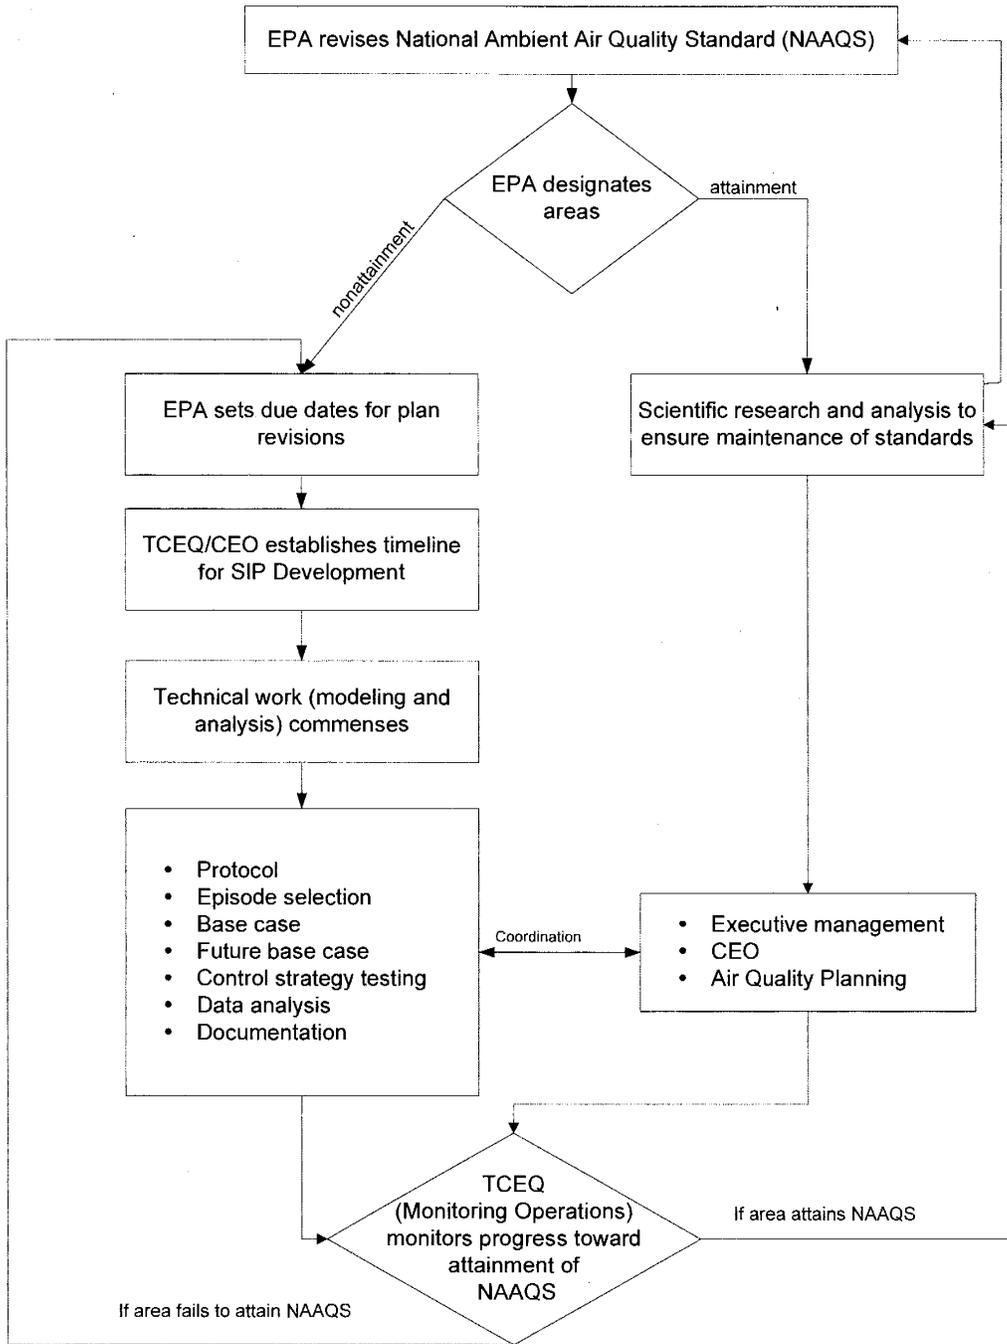 EPA revises National Ambient Air Quality Standard (NAAQS)
EPA designates
areas
attainment
nonattainment
EPA sets due dates for plan
revisions
Scientific research and analysis to
ensure maintenance of standards
TCEQ/CEO establishes timeline
for SIP Development
Technical work (modeling and
analysis) commenses
• Protocol
• Episode selection
• Base case
• Future base case
• Control strategy testing
• Data analysis
• Documentation
Coordination
• Executive management
• CEO
• Air Quality Planning
TCEQ
(Monitoring Operations)
monitors progress toward
attainment of
NAAQS
If area attains NAAQS
If area fails to attain NAAQS